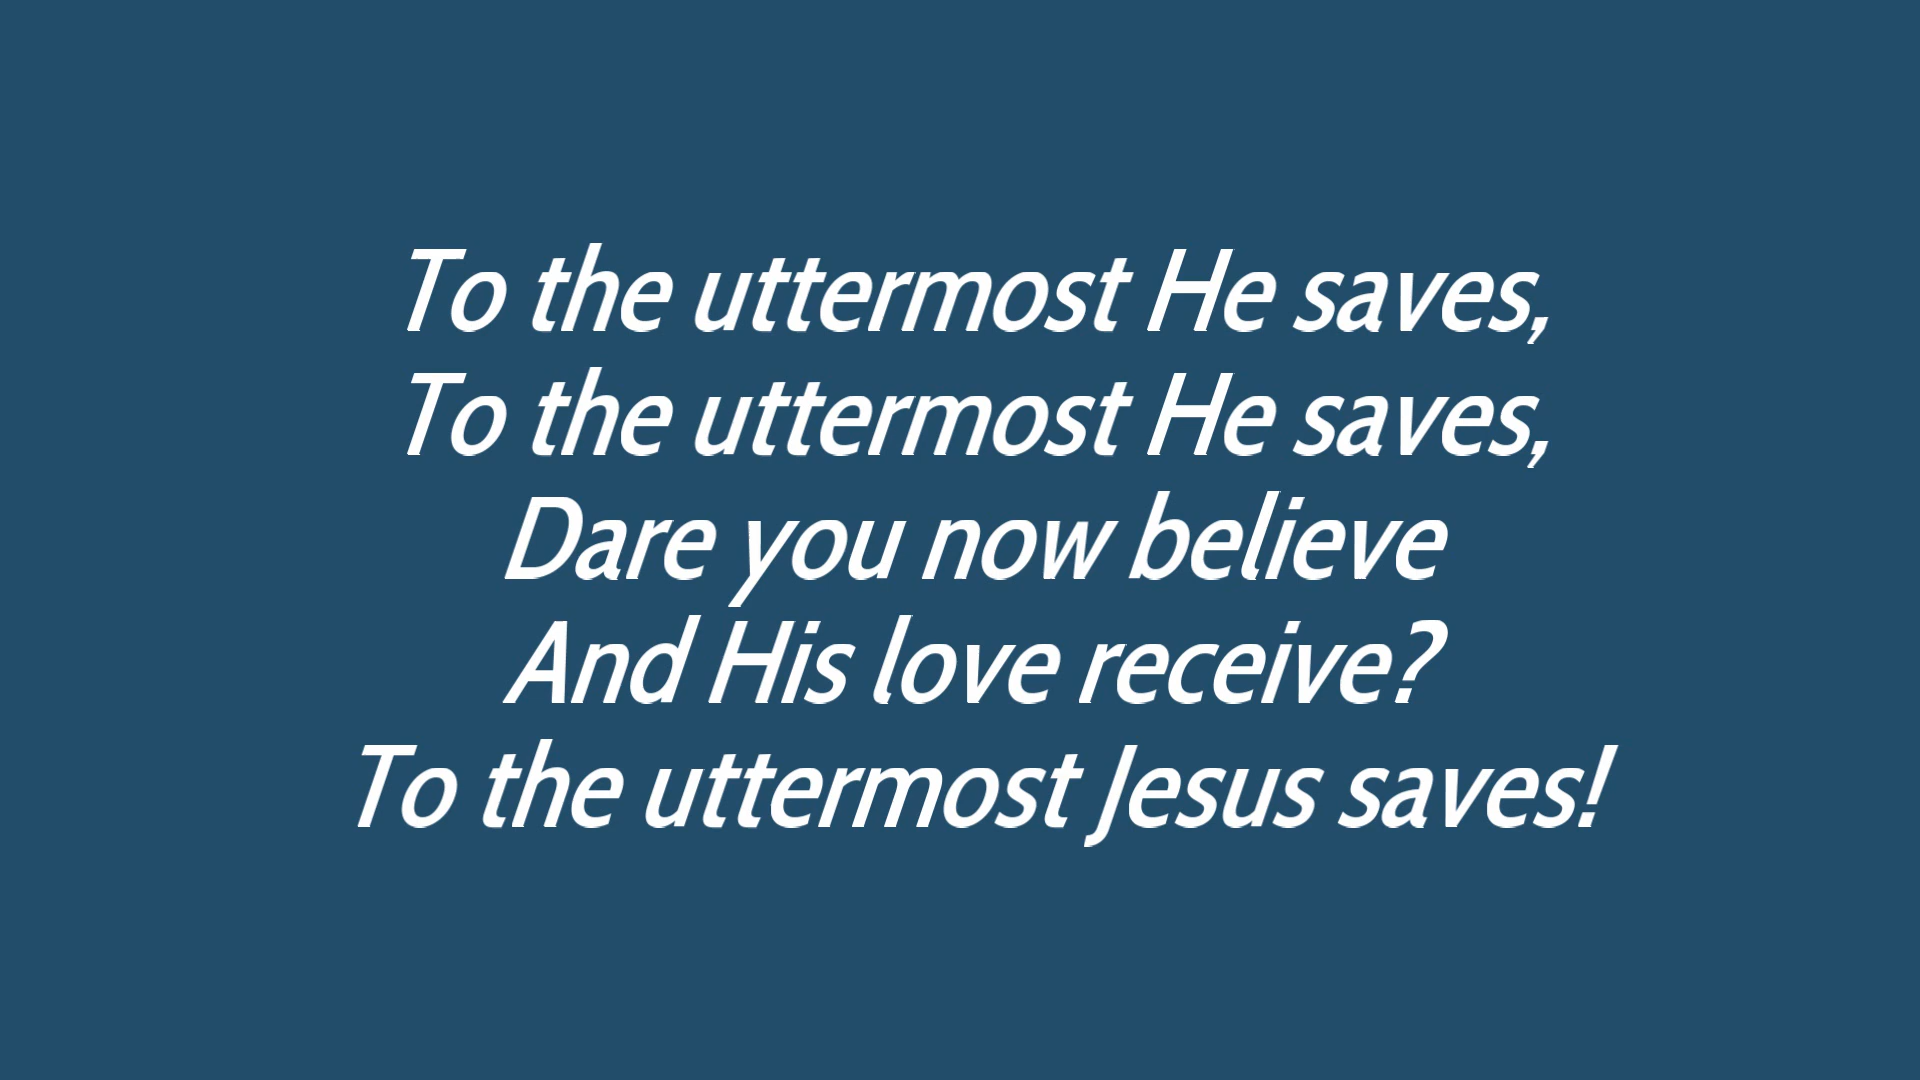 To the uttermost He saves,
To the uttermost He saves,
Dare you now believe
And His love receive?
To the uttermost Jesus saves!